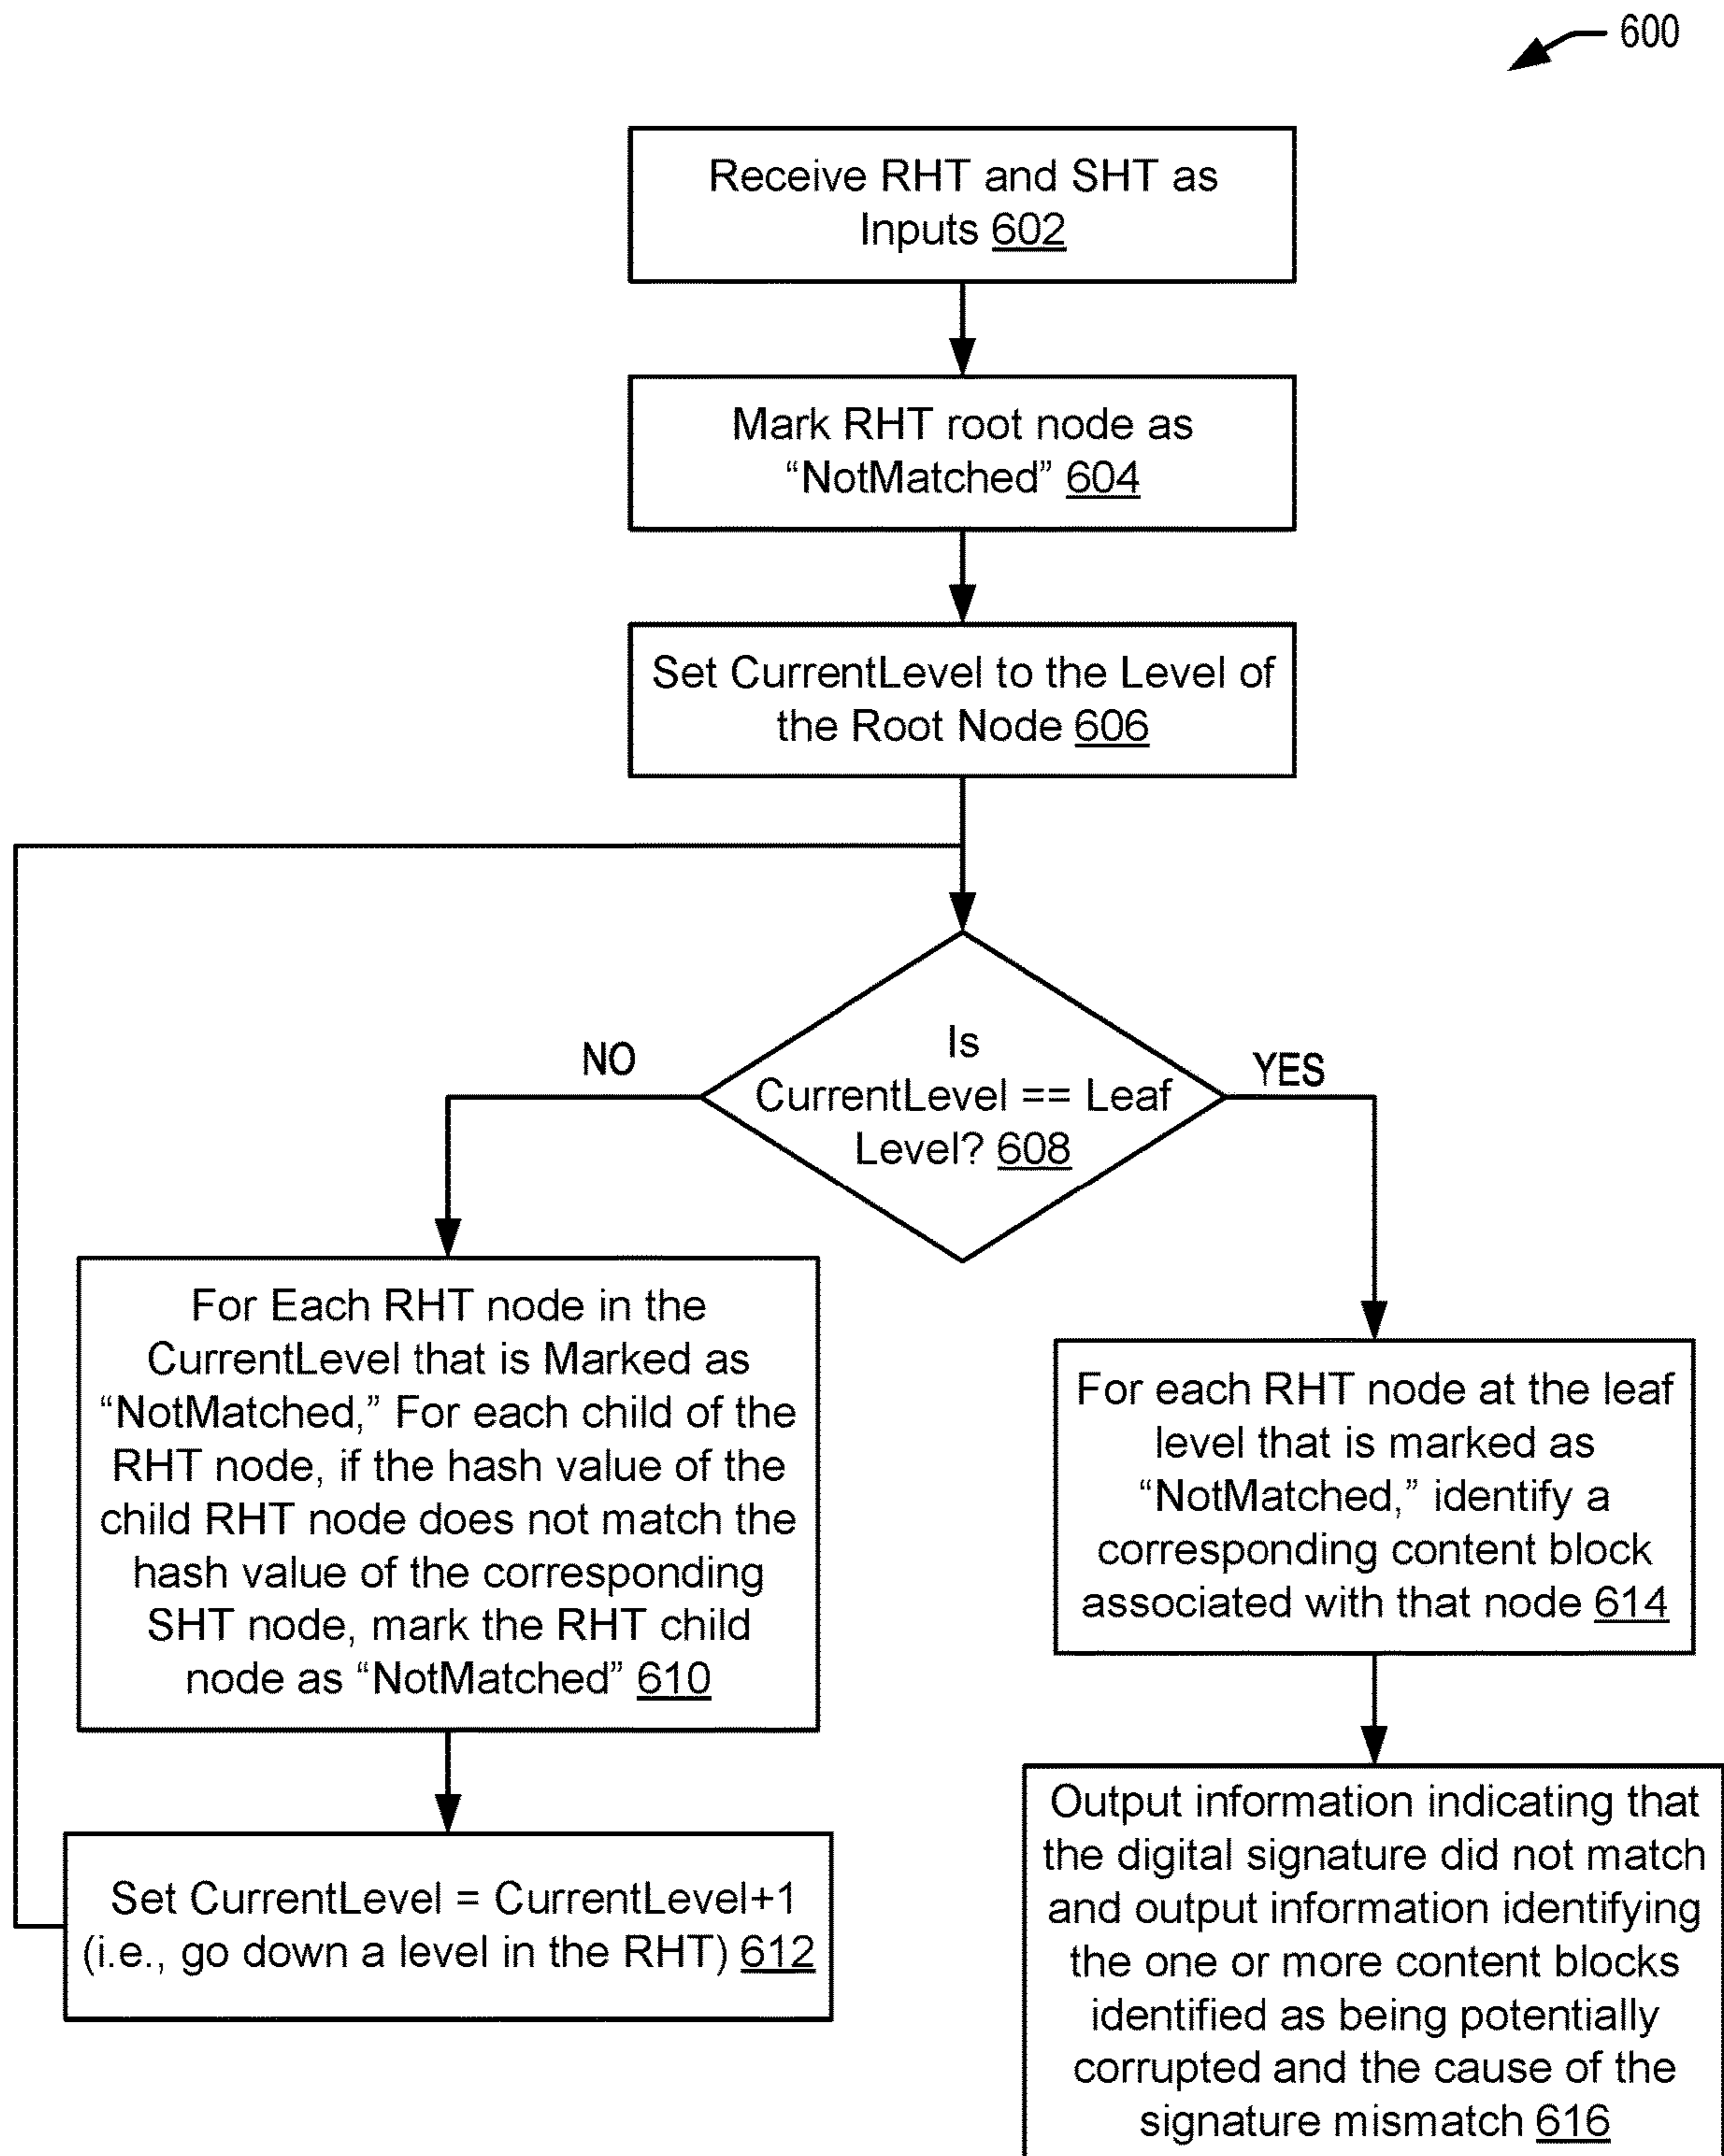 600
Receive RHT and SHT as
Inputs 602
Mark RHT root node as
“NotMatched” 604
Set CurrentLevel to the Level of
the Root Node 606
Is
CurrentLevel == Leaf
Level? 608
NO
YES
For Each RHT node in the
CurrentLevel that is Marked as
“NotMatched,” For each child of the
RHT node, if the hash value of the
child RHT node does not match the
hash value of the corresponding
SHT node, mark the RHT child
node as “NotMatched” 610
Set CurrentLevel = CurrentLevel+1
(i.e., go down a level in the RHT) 612
For each RHT node at the leaf
level that is marked as
“NotMatched,” identify a
corresponding content block
associated with that node 614
Output information indicating that
the digital signature did not match
and output information identifying
the one or more content blocks
identified as being potentially
corrupted and the cause of the
signature mismatch 616